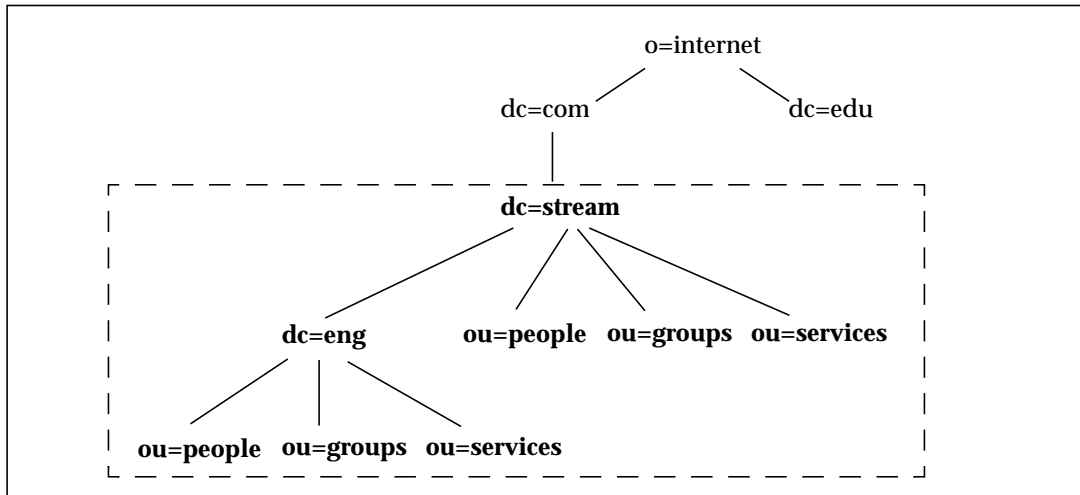 o=internet
dc=com dc=edu
dc=stream
dc=eng ou=people ou=groups ou=services
ou=people ou=groups ou=services